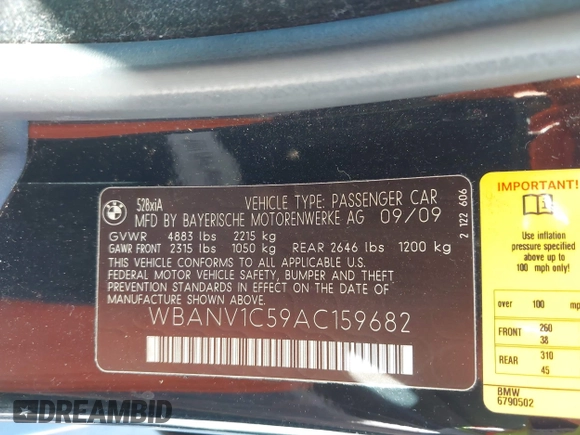 BMW
528xiA
VEHICLE TYPE: PASSENGER CAR
MFD BY BAYERISCHE MOTORENWERKE AG 09/09
GVWR 4883 lbs 2215 kg
GAWR FRONT 2315 lbs 1050 kg REAR 2646 lbs 1200 kg
THIS VEHICLE CONFORMS TO ALL APPLICABLE U.S.
FEDERAL MOTOR VEHICLE SAFETY, BUMPER AND THEFT
PREVENTION STANDARDS IN EFFECT ON THE DATE OF
MANUFACTURE SHOWN ABOVE.
WBANV1C59AC159682
2 122 606
IMPORTANT!
Use inflation
pressure specified
above only up to
100 mph only!
over 100 mph
FRONT 260
38
REAR 310
45
BMW
6790502
DREAMBID